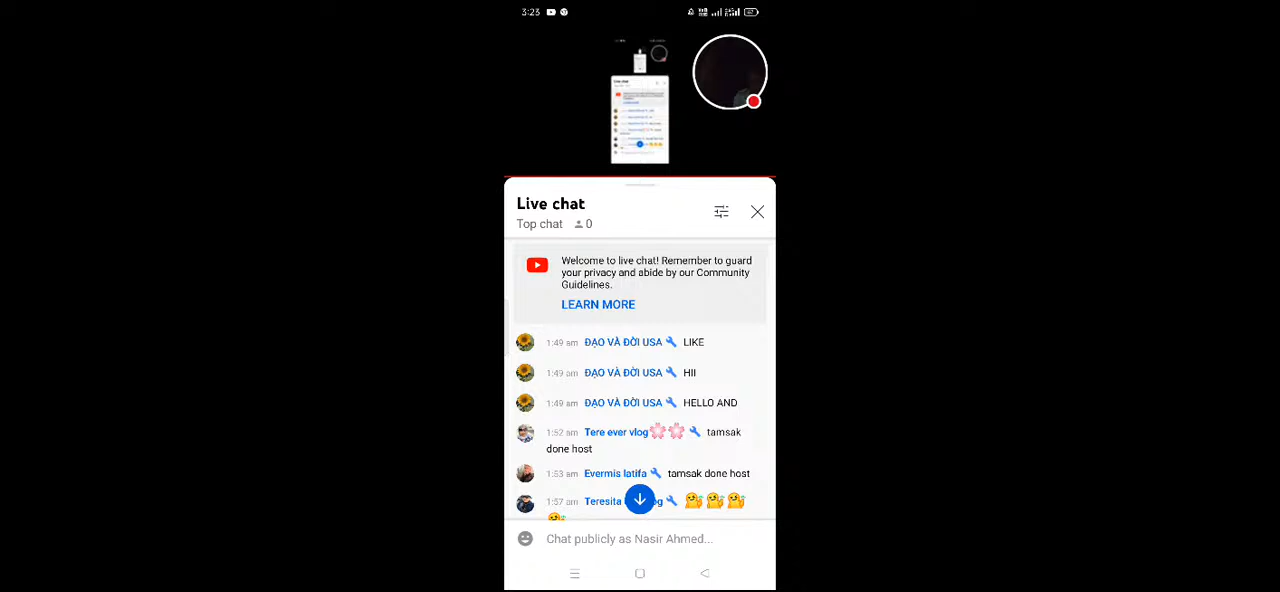 3:23
Live chat
Top chat 0
Welcome to live chat! Remember to guard
your privacy and abide by our Community
Guidelines.
LEARN MORE
1:49 am ĐẠO VÀ ĐỜI USA LIKE
1:49 am ĐẠO VÀ ĐỜI USA HII
1:49 am ĐẠO VÀ ĐỜI USA HELLO AND
1:52 am Tere ever vlog🌸🌸 tamsak
done host
1:53 am Evermis latifa tamsak done host
1:57 am Teresita
Chat publicly as Nasir Ahmed...